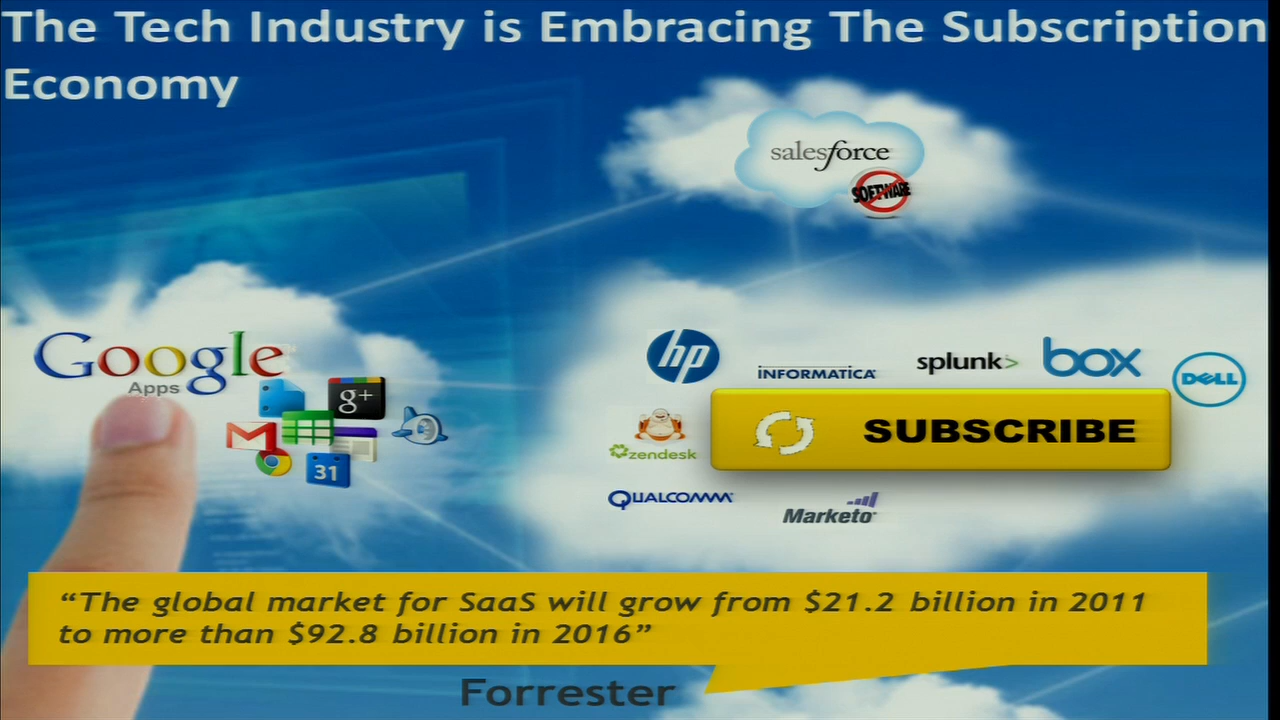 The Tech Industry is Embracing The Subscription
Economy
salesforce
SOFTWARE
Google
Apps
g+
31
hp
INFORMATICA
splunk>
box
DELL
SUBSCRIBE
zendesk
QUALCOMM
Marketo
“The global market for SaaS will grow from $21.2 billion in 2011
to more than $92.8 billion in 2016”
Forrester